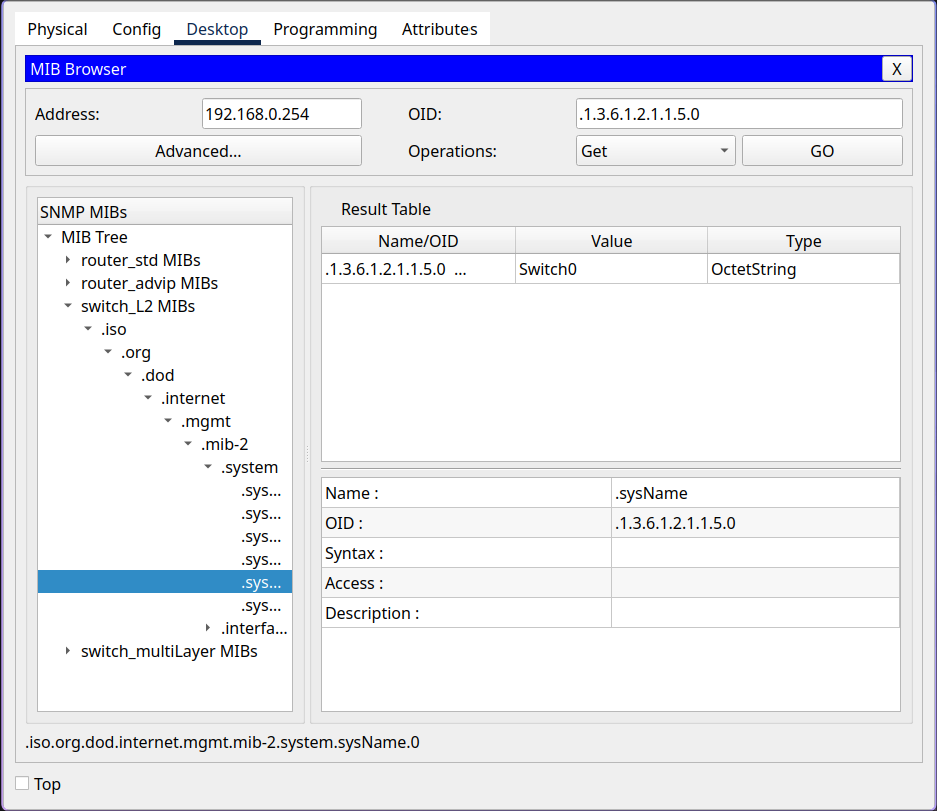 Physical Config Desktop Programming Attributes
MIB Browser X
Address: 192.168.0.254 OID: .1.3.6.1.2.1.1.5.0
Advanced... Operations: Get GO
SNMP MIBs
MIB Tree
router_std MIBs
router_advip MIBs
switch_L2 MIBs
.iso
.org
.dod
.internet
.mgmt
.mib-2
.system
.sys...
.sys...
.sys...
.sys...
.sys...
.sys...
.interfa...
switch_multiLayer MIBs
Result Table
Name/OID Value Type
.1.3.6.1.2.1.1.5.0 ... Switch0 OctetString
Name : .sysName
OID : .1.3.6.1.2.1.1.5.0
Syntax :
Access :
Description :
.iso.org.dod.internet.mgmt.mib-2.system.sysName.0
Top